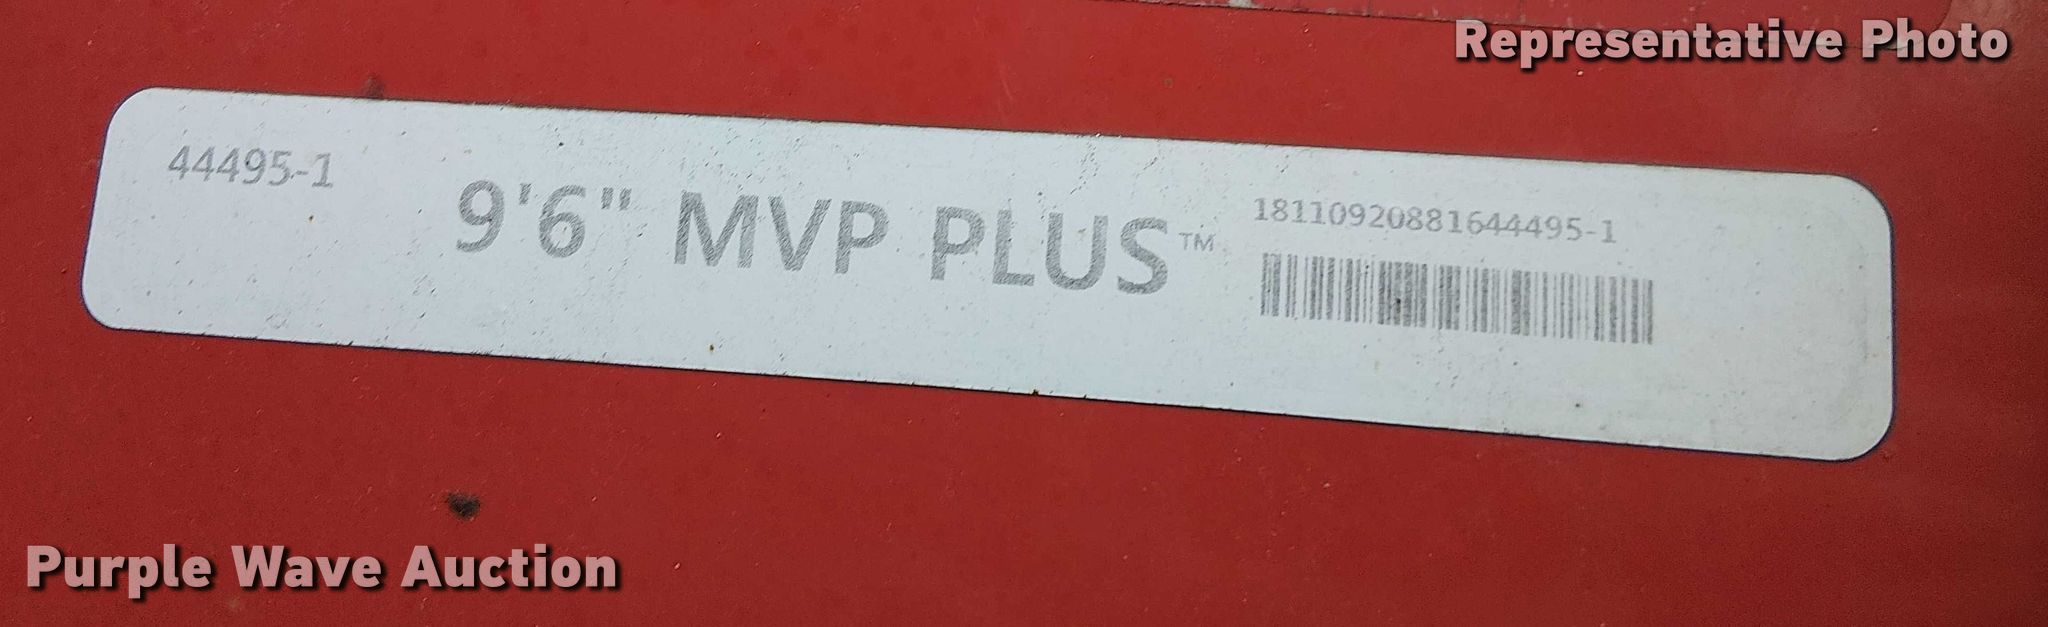 Representative Photo
44495-1
9'6" MVP PLUS™
18110920881644495-1
Purple Wave Auction